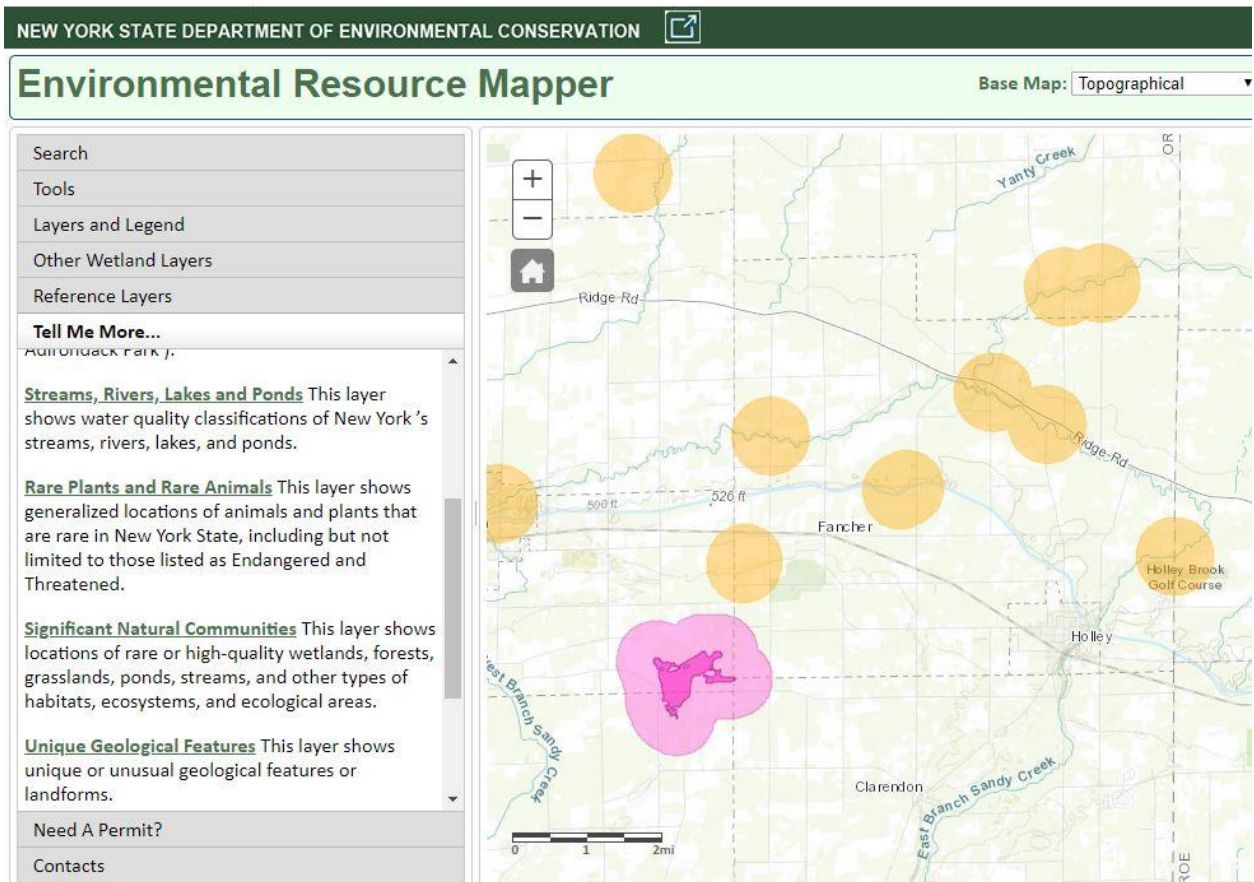 NEW YORK STATE DEPARTMENT OF ENVIRONMENTAL CONSERVATION
Environmental Resource Mapper
Base Map: Topographical
Search
Tools
Layers and Legend
Other Wetland Layers
Reference Layers
Tell Me More...
Adirondack Park ).
Streams, Rivers, Lakes and Ponds This layer
shows water quality classifications of New York 's
streams, rivers, lakes, and ponds.
Rare Plants and Rare Animals This layer shows
generalized locations of animals and plants that
are rare in New York State, including but not
limited to those listed as Endangered and
Threatened.
Significant Natural Communities This layer shows
locations of rare or high-quality wetlands, forests,
grasslands, ponds, streams, and other types of
habitats, ecosystems, and ecological areas.
Unique Geological Features This layer shows
unique or unusual geological features or
landforms.
Need A Permit?
Contacts
+
−
OR
Yanty Creek
Ridge Rd
Ridge Rd
500 ft
526 ft
Fancher
Holley Brook
Golf Course
Holley
West Branch Sandy Creek
Clarendon
East Branch Sandy Creek
ROE
0 1 2mi